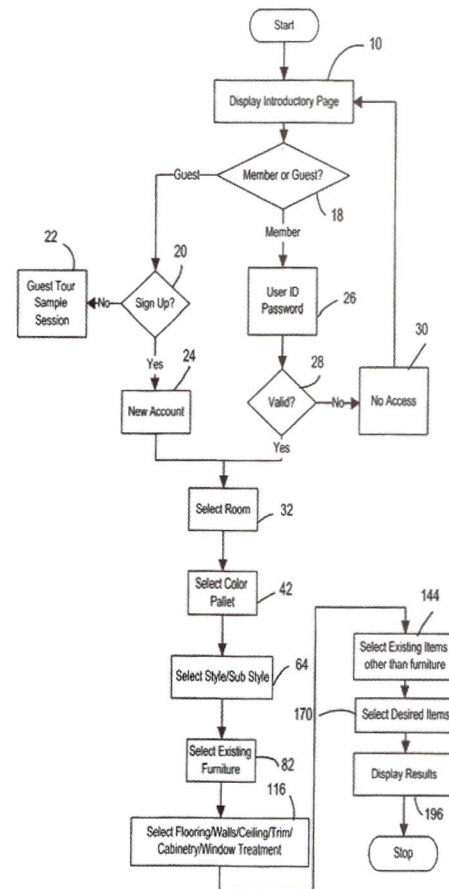 Start
10
Display Introductory Page
Member or Guest?
18
Guest
Member
22
Guest Tour
Sample
Session
No
20
Sign Up?
Yes
24
New Account
User ID
Password
26
28
Valid?
No
30
No Access
Yes
Select Room
32
Select Color
Pallet
42
Select Style/Sub Style
64
Select Existing
Furniture
82
116
Select Flooring/Walls/Ceiling/Trim/
Cabinetry/Window Treatment
144
Select Existing Items
other than furniture
170
Select Desired Items
Display Results
196
Stop